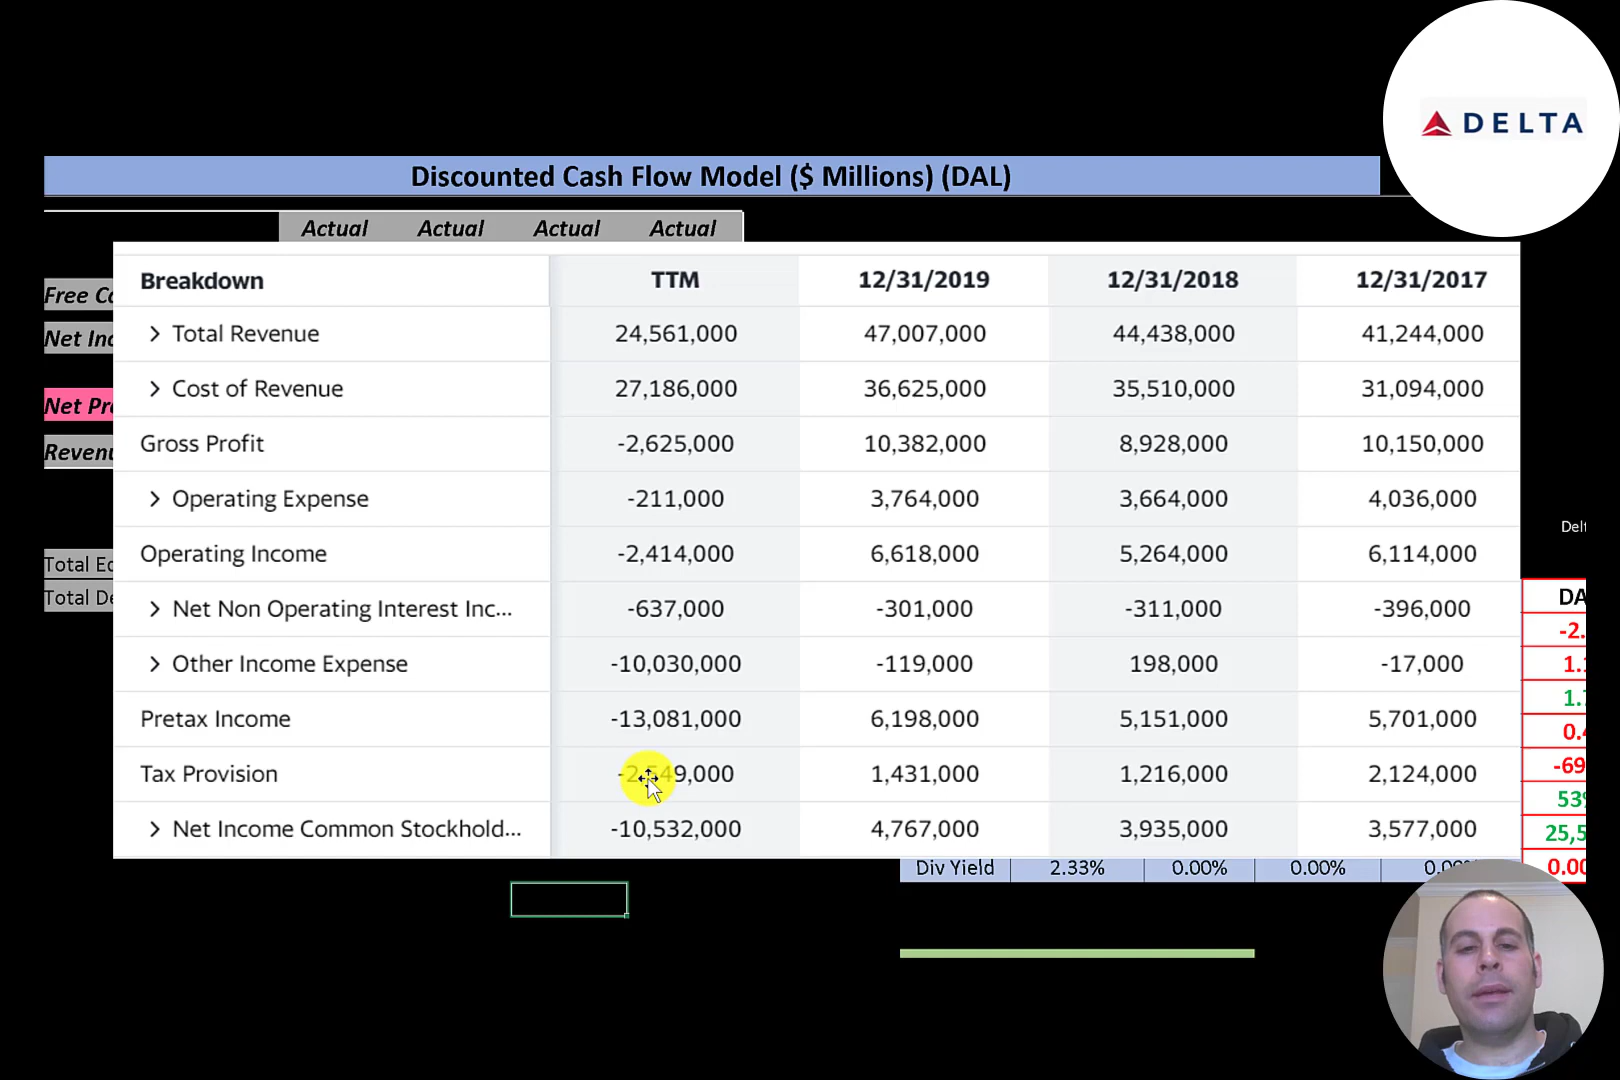 DELTA
Discounted Cash Flow Model ($ Millions) (DAL)
Actual Actual Actual Actual
Breakdown TTM 12/31/2019 12/31/2018 12/31/2017
Free
Total Revenue 24,561,000 47,007,000 44,438,000 41,244,000
Net
Cost of Revenue 27,186,000 36,625,000 35,510,000 31,094,000
Net
Gross Profit -2,625,000 10,382,000 8,928,000 10,150,000
Operating Expense -211,000 3,764,000 3,664,000 4,036,000
Operating Income -2,414,000 6,618,000 5,264,000 6,114,000
Total
Total
Net Non Operating Interest Inc... -637,000 -301,000 -311,000 -396,000
Other Income Expense -10,030,000 -119,000 198,000 -17,000
Pretax Income -13,081,000 6,198,000 5,151,000 5,701,000
Tax Provision -2,549,000 1,431,000 1,216,000 2,124,000
Net Income Common Stockhold... -10,532,000 4,767,000 3,935,000 3,577,000
Div Yield 2.33% 0.00% 0.00%